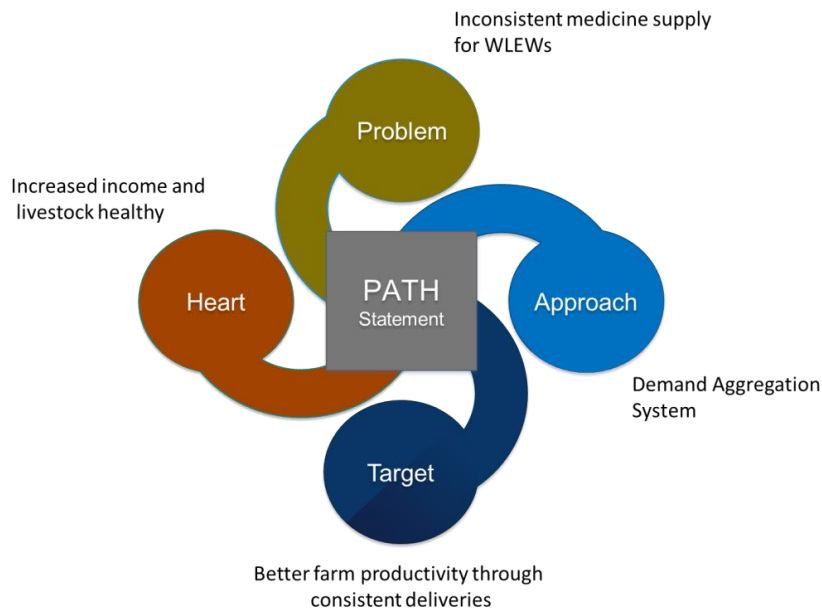 Inconsistent medicine supply
for WLEWs
Problem
Increased income and
livestock healthy
Heart
PATH
Statement
Approach
Demand Aggregation
System
Target
Better farm productivity through
consistent deliveries